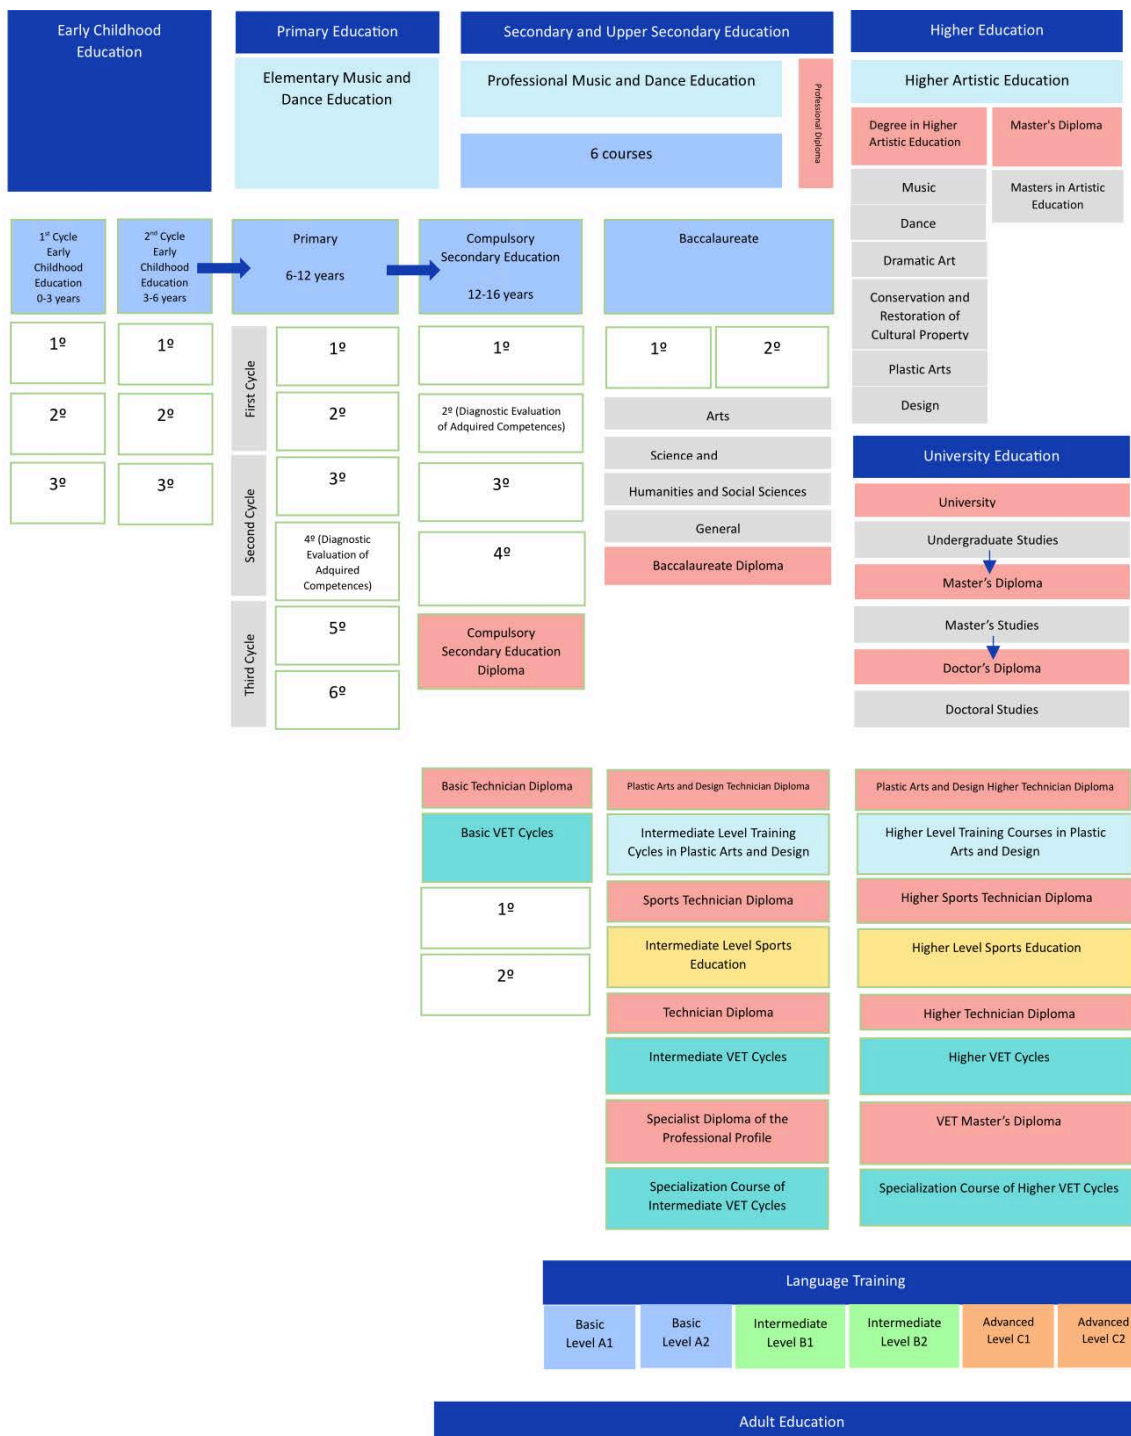 Early Childhood
Education
Primary Education
Elementary Music and
Dance Education
Secondary and Upper Secondary Education
Professional Music and Dance Education
6 courses
Professional Diploma
Higher Education
Higher Artistic Education
Degree in Higher
Artistic Education
Master's Diploma
Music
Masters in Artistic
Education
Dance
Dramatic Art
Conservation and
Restoration of
Cultural Property
Plastic Arts
Design
1st Cycle
Early
Childhood
Education
0-3 years
2nd Cycle
Early
Childhood
Education
3-6 years
Primary
6-12 years
Compulsory
Secondary Education
12-16 years
Baccalaureate
1º
2º
3º
1º
2º
3º
First Cycle
1º
2º
Second Cycle
3º
4º (Diagnostic
Evaluation of
Adquired
Competences)
Third Cycle
5º
6º
1º
2º (Diagnostic Evaluation
of Adquired Competences)
3º
4º
Compulsory
Secondary Education
Diploma
1º
2º
Arts
Science and
Humanities and Social Sciences
General
Baccalaureate Diploma
University Education
University
Undergraduate Studies
Master’s Diploma
Master’s Studies
Doctor’s Diploma
Doctoral Studies
Basic Technician Diploma
Basic VET Cycles
1º
2º
Plastic Arts and Design Technician Diploma
Intermediate Level Training
Cycles in Plastic Arts and Design
Sports Technician Diploma
Intermediate Level Sports
Education
Technician Diploma
Intermediate VET Cycles
Specialist Diploma of the
Professional Profile
Specialization Course of
Intermediate VET Cycles
Plastic Arts and Design Higher Technician Diploma
Higher Level Training Courses in Plastic
Arts and Design
Higher Sports Technician Diploma
Higher Level Sports Education
Higher Technician Diploma
Higher VET Cycles
VET Master’s Diploma
Specialization Course of Higher VET Cycles
Language Training
Basic
Level A1
Basic
Level A2
Intermediate
Level B1
Intermediate
Level B2
Advanced
Level C1
Advanced
Level C2
Adult Education